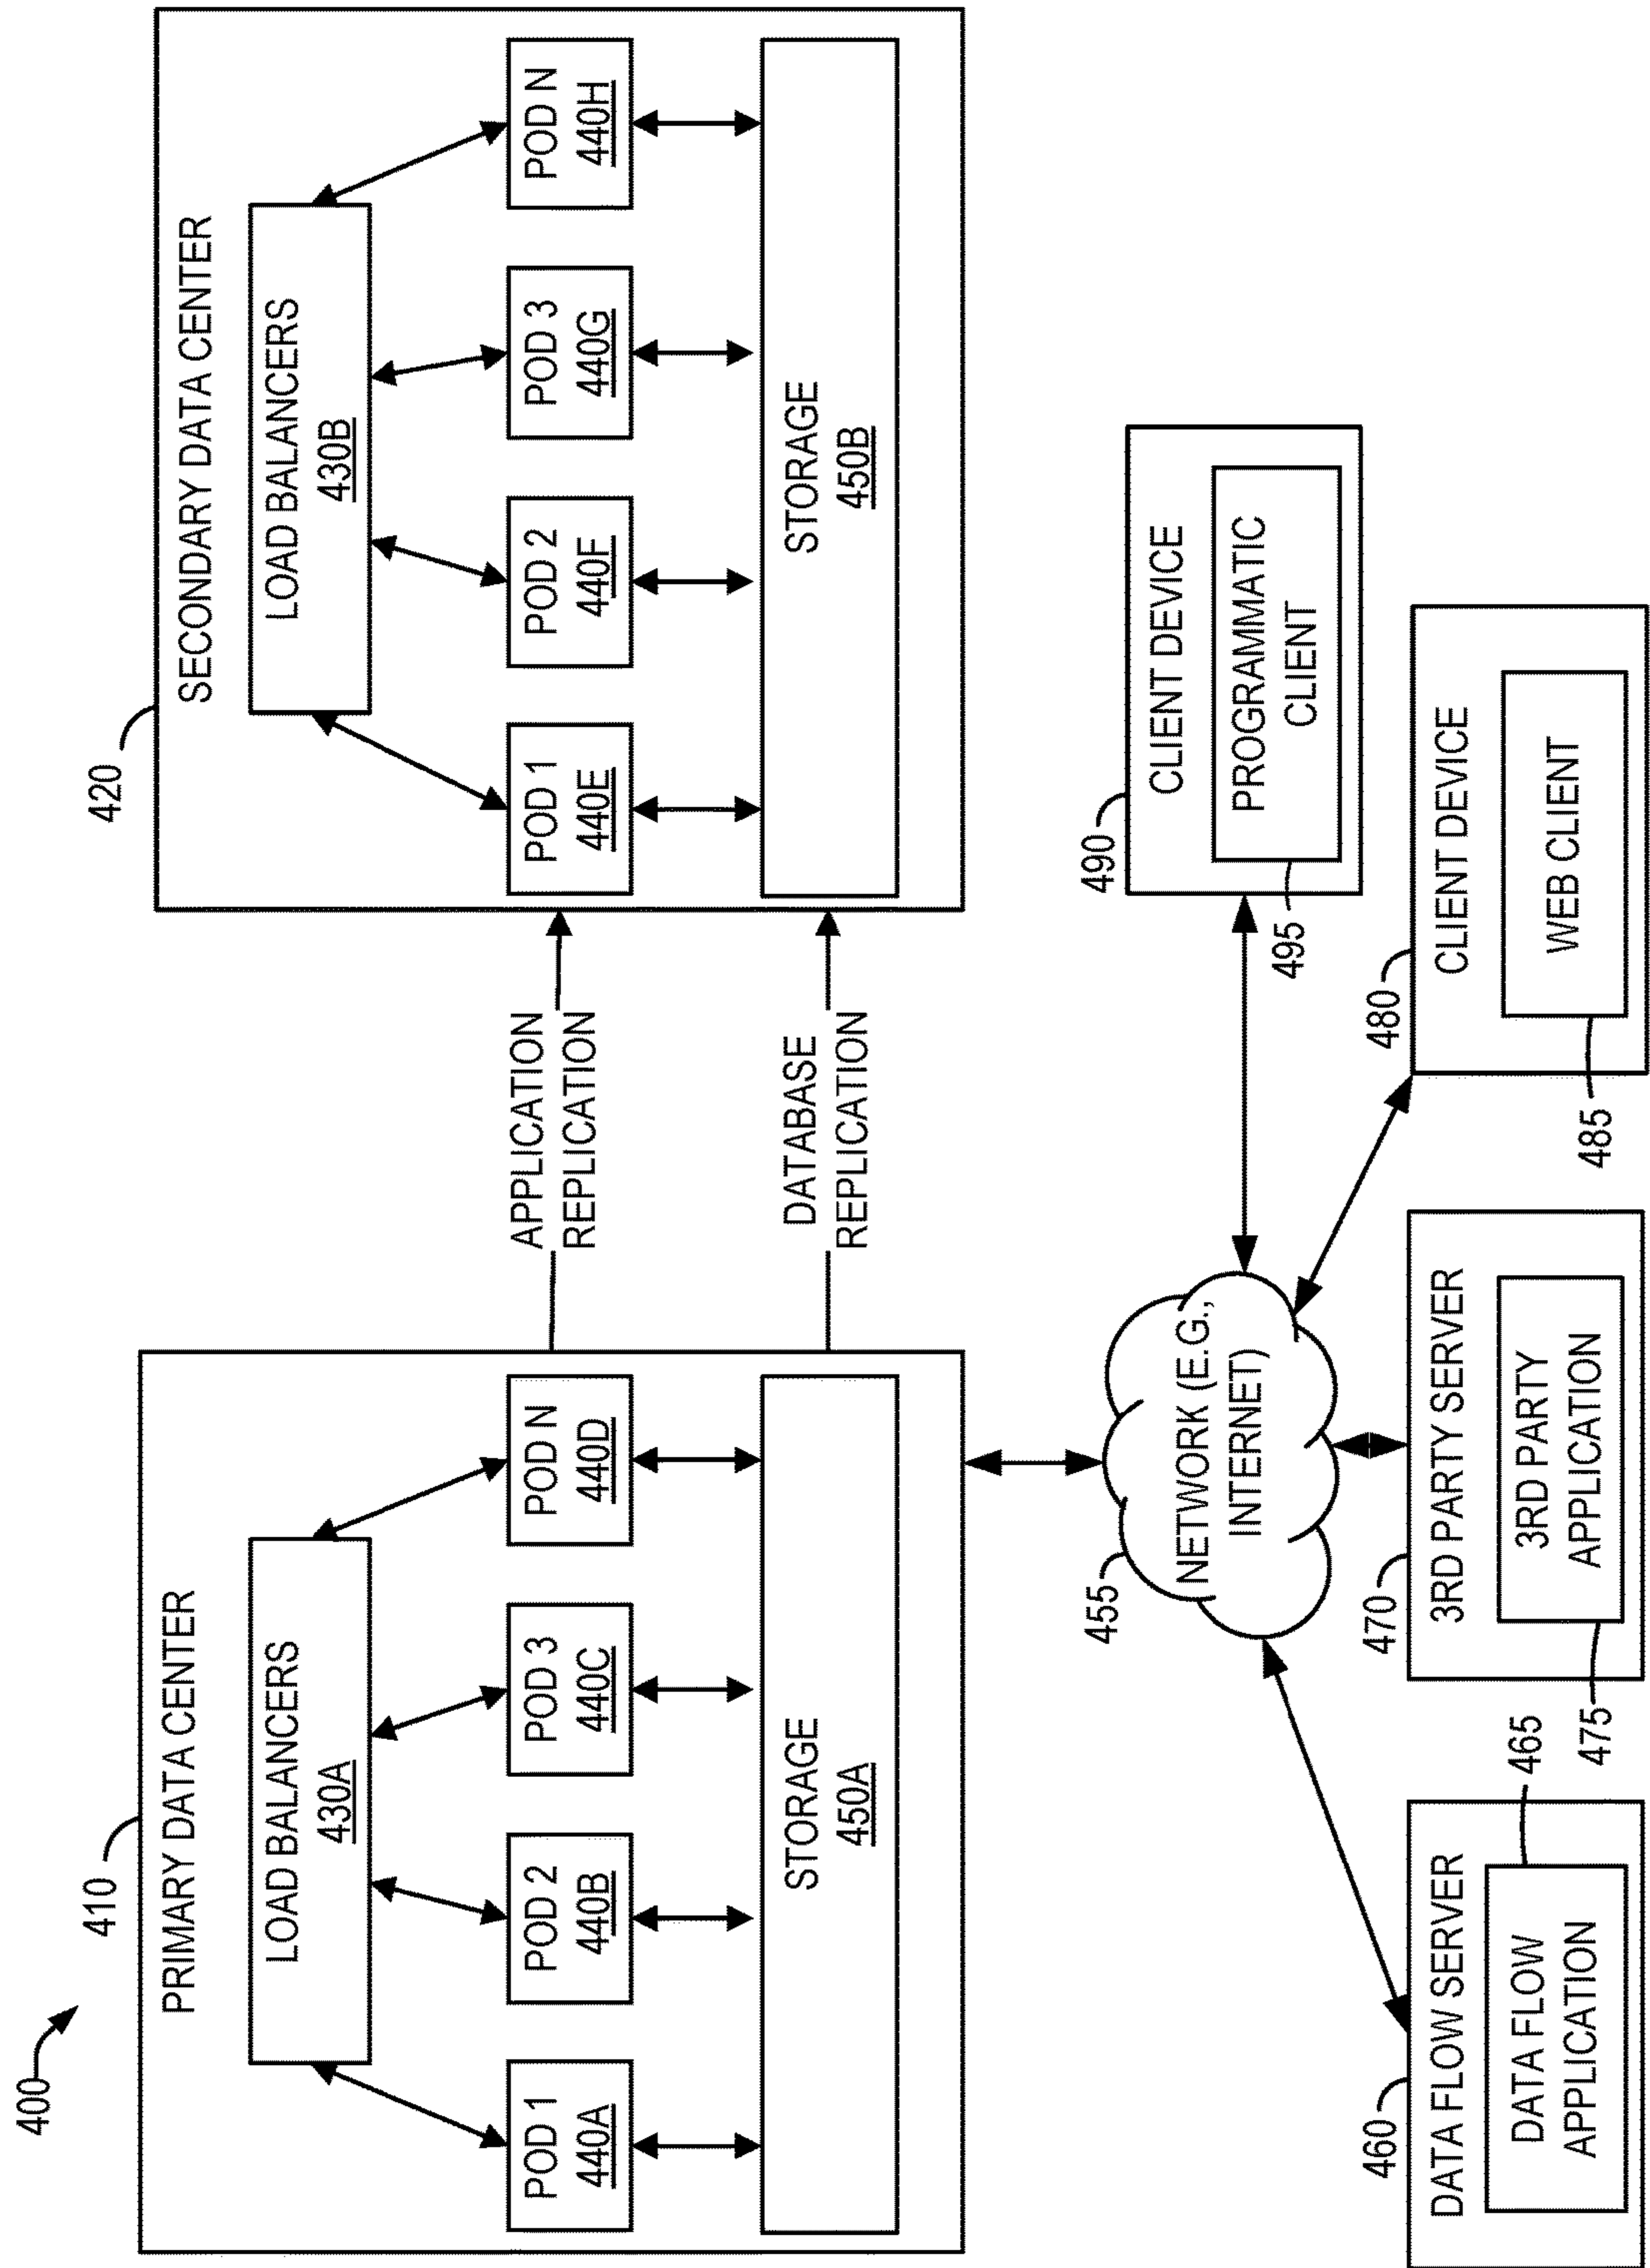 400
410
PRIMARY DATA CENTER
LOAD BALANCERS
430A
POD 1
440A
POD 2
440B
POD 3
440C
POD N
440D
STORAGE
450A
APPLICATION
REPLICATION
DATABASE
REPLICATION
420
SECONDARY DATA CENTER
LOAD BALANCERS
430B
POD 1
440E
POD 2
440F
POD 3
440G
POD N
440H
STORAGE
450B
455
NETWORK (E.G.,
INTERNET)
460
DATA FLOW SERVER
DATA FLOW
APPLICATION
465
470
3RD PARTY SERVER
3RD PARTY
APPLICATION
475
480
CLIENT DEVICE
WEB CLIENT
485
490
CLIENT DEVICE
PROGRAMMATIC
CLIENT
495